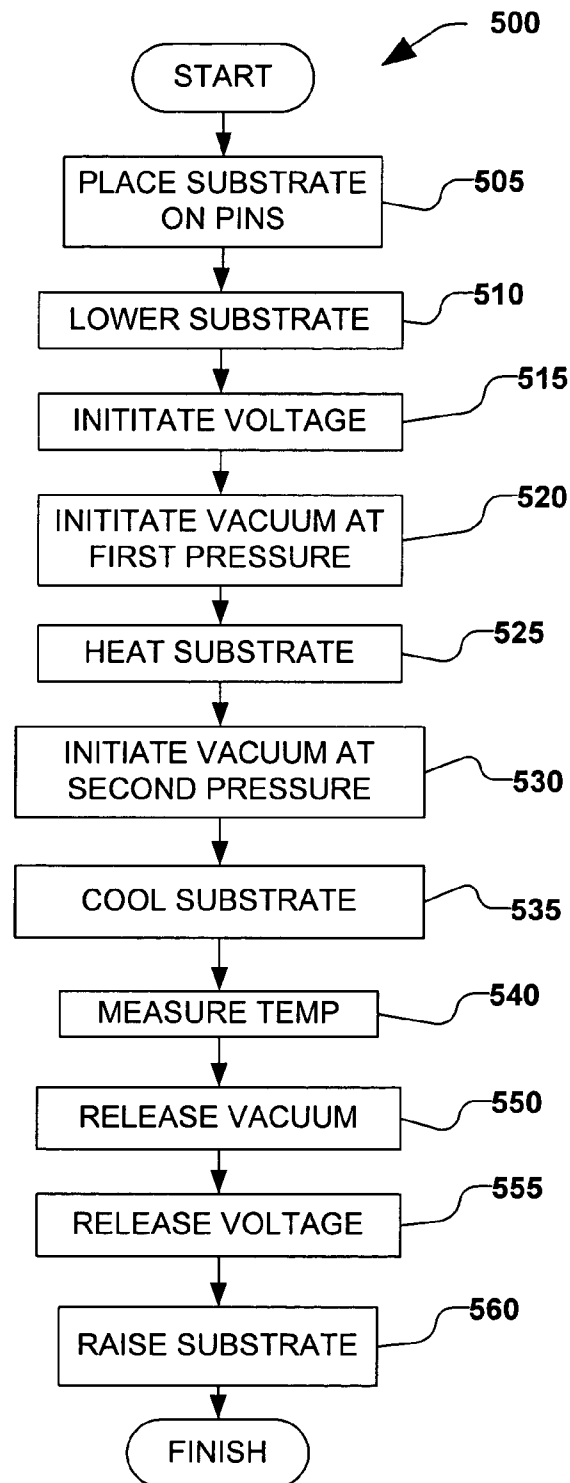 500
START
PLACE SUBSTRATE
ON PINS
505
LOWER SUBSTRATE
510
INITITATE VOLTAGE
515
INITITATE VACUUM AT
FIRST PRESSURE
520
HEAT SUBSTRATE
525
INITIATE VACUUM AT
SECOND PRESSURE
530
COOL SUBSTRATE
535
MEASURE TEMP
540
RELEASE VACUUM
550
RELEASE VOLTAGE
555
RAISE SUBSTRATE
560
FINISH